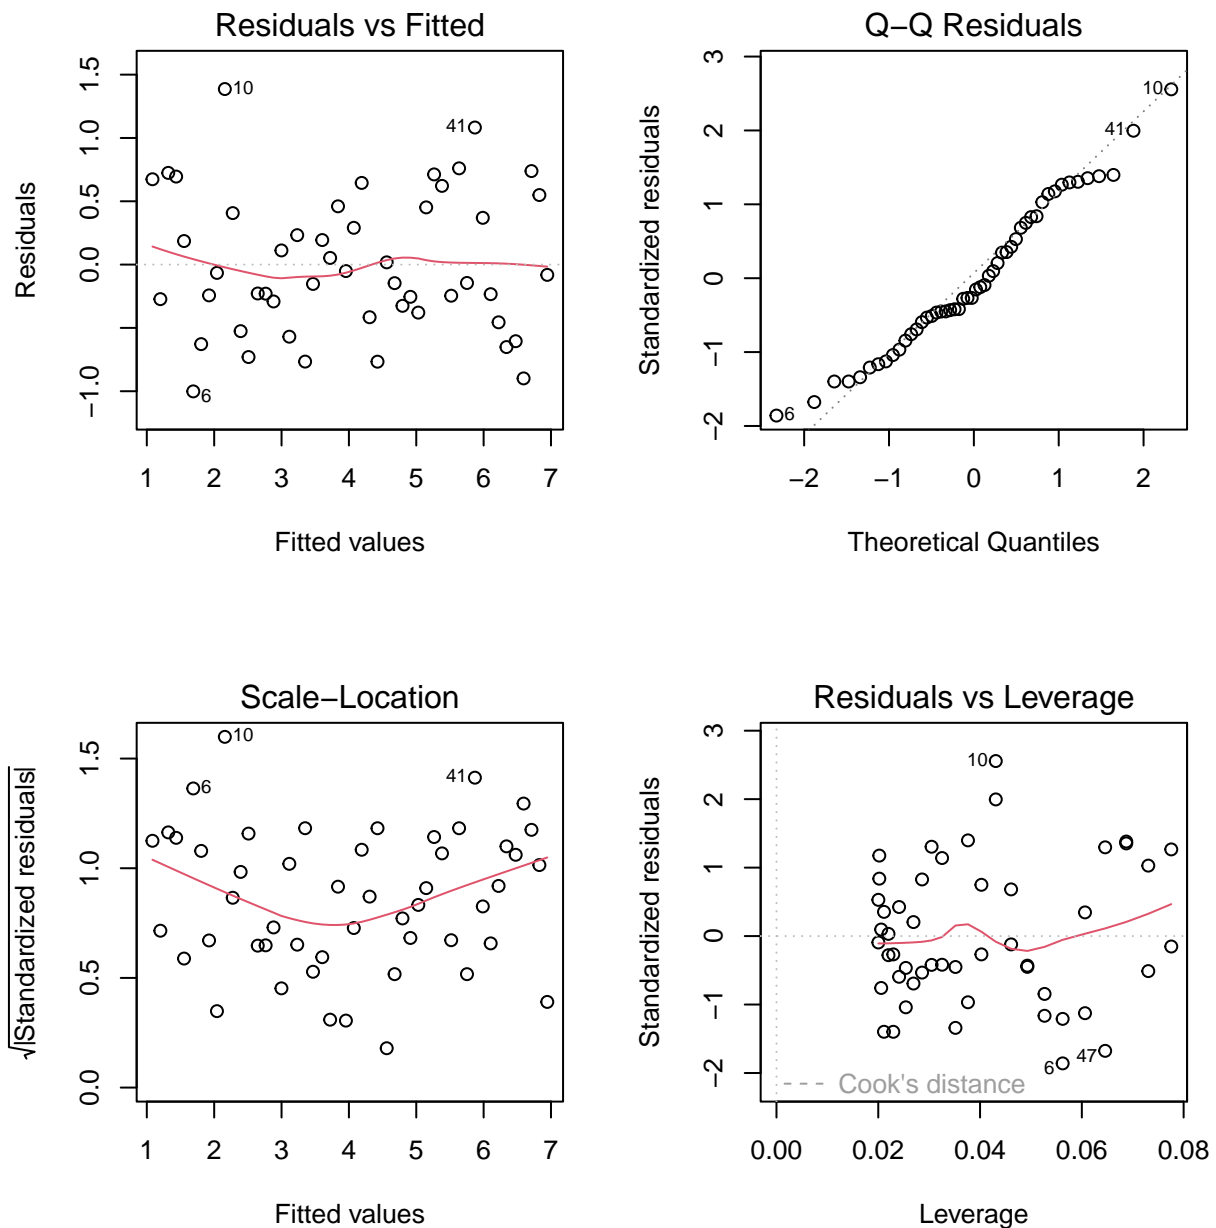 Residuals vs Fitted
Residuals
−1.0 0.0 0.5 1.0 1.5
10
41
6
1 2 3 4 5 6 7
Fitted values
Q−Q Residuals
Standardized residuals
−2 −1 0 1 2 3
10
41
6
−2 −1 0 1 2
Theoretical Quantiles
Scale−Location
√|Standardized residuals|
0.0 0.5 1.0 1.5
10
6
41
1 2 3 4 5 6 7
Fitted values
Residuals vs Leverage
Standardized residuals
−2 −1 0 1 2 3
10
47
6
Cook's distance
0.00 0.02 0.04 0.06 0.08
Leverage